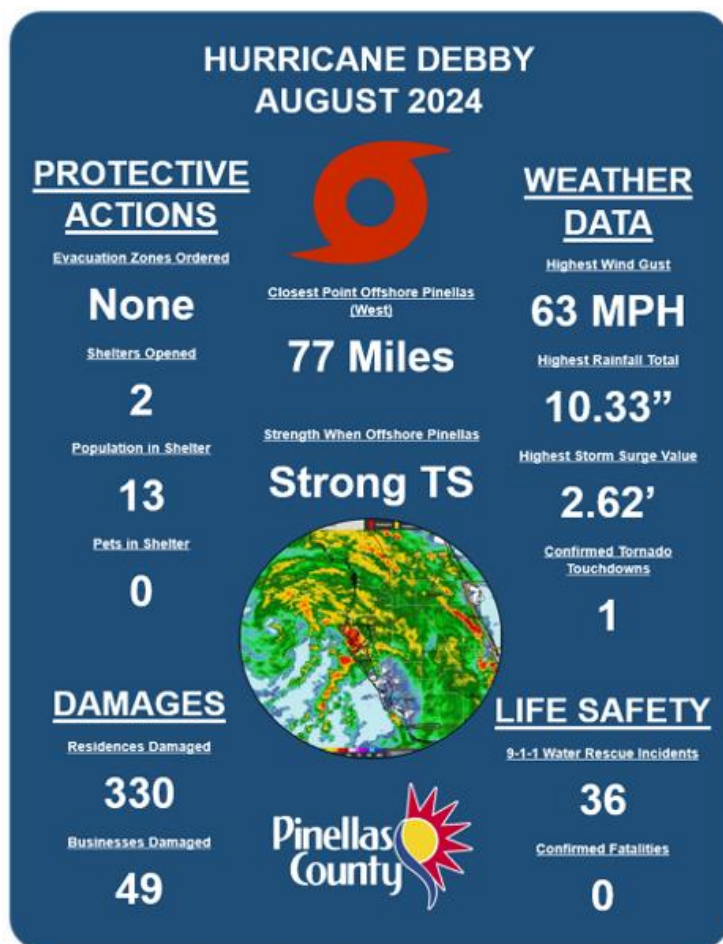 HURRICANE DEBBY
AUGUST 2024
PROTECTIVE
ACTIONS
Evacuation Zones Ordered
None
Shelters Opened
2
Population in Shelter
13
Pets in Shelter
0
Closest Point Offshore Pinellas
(West)
77 Miles
Strength When Offshore Pinellas
Strong TS
WEATHER
DATA
Highest Wind Gust
63 MPH
Highest Rainfall Total
10.33”
Highest Storm Surge Value
2.62’
Confirmed Tornado
Touchdowns
1
DAMAGES
Residences Damaged
330
Businesses Damaged
49
Pinellas
County
LIFE SAFETY
9-1-1 Water Rescue Incidents
36
Confirmed Fatalities
0